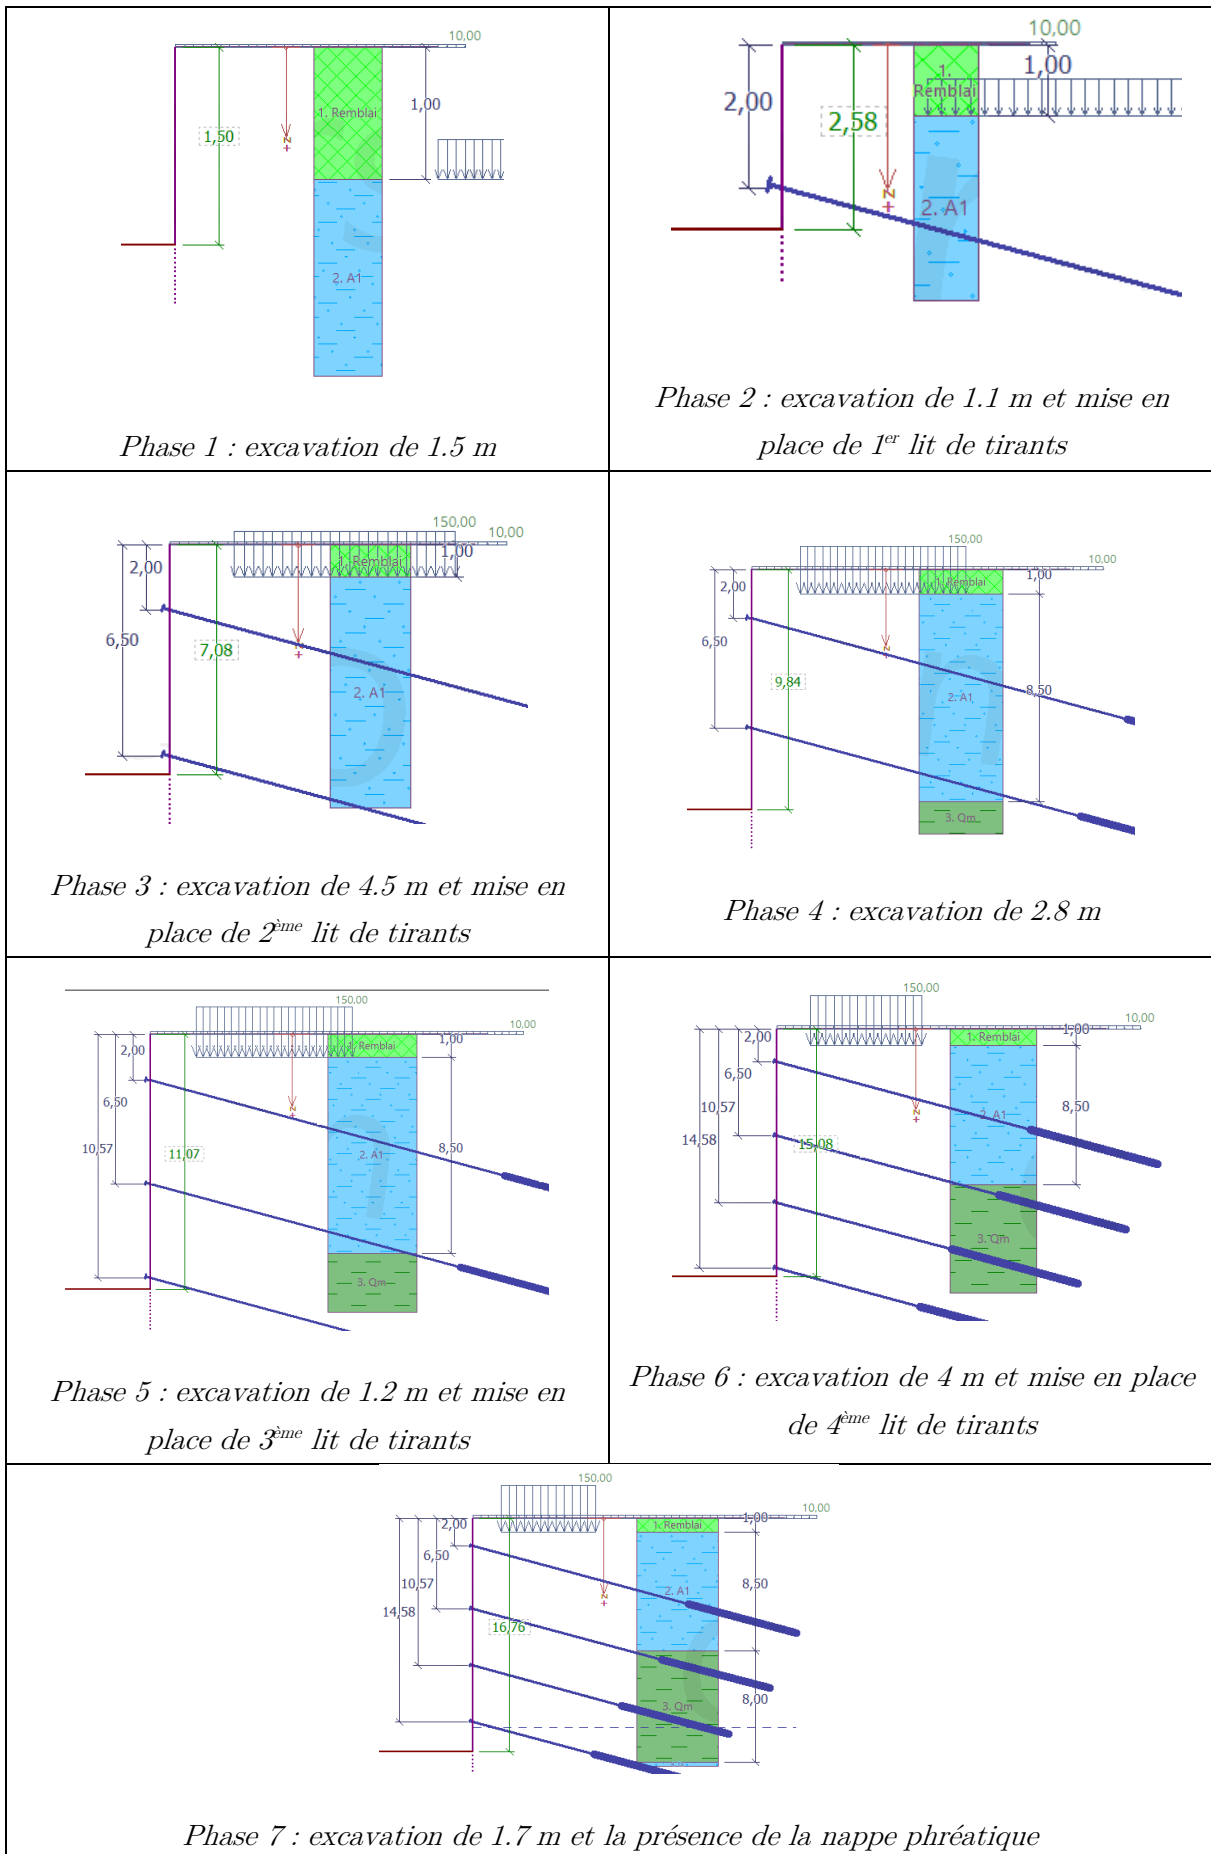 10,00
1,00
1. Remblai
1,50
+z
2. A1
Phase 1 : excavation de 1.5 m
10,00
1,00
1.
Remblai
2,00
2,58
+z
2. A1
Phase 2 : excavation de 1.1 m et mise en
place de 1er lit de tirants
150,00
10,00
1,00
1. Remblai
2,00
6,50
7,08
+z
2. A1
Phase 3 : excavation de 4.5 m et mise en
place de 2ème lit de tirants
150,00
10,00
1,00
1. Remblai
2,00
6,50
+z
9,84
2. A1
8,50
3. Qm
Phase 4 : excavation de 2.8 m
150,00
10,00
1,00
1. Remblai
2,00
6,50
+z
10,57
11,07
2. A1
8,50
3. Qm
Phase 5 : excavation de 1.2 m et mise en
place de 3ème lit de tirants
150,00
10,00
1,00
1. Remblai
2,00
6,50
+z
10,57
2. A1
8,50
14,58
15,08
3. Qm
Phase 6 : excavation de 4 m et mise en place
de 4ème lit de tirants
150,00
10,00
1,00
1. Remblai
2,00
6,50
10,57
+z
2. A1
8,50
14,58
16,76
3. Qm
8,00
Phase 7 : excavation de 1.7 m et la présence de la nappe phréatique